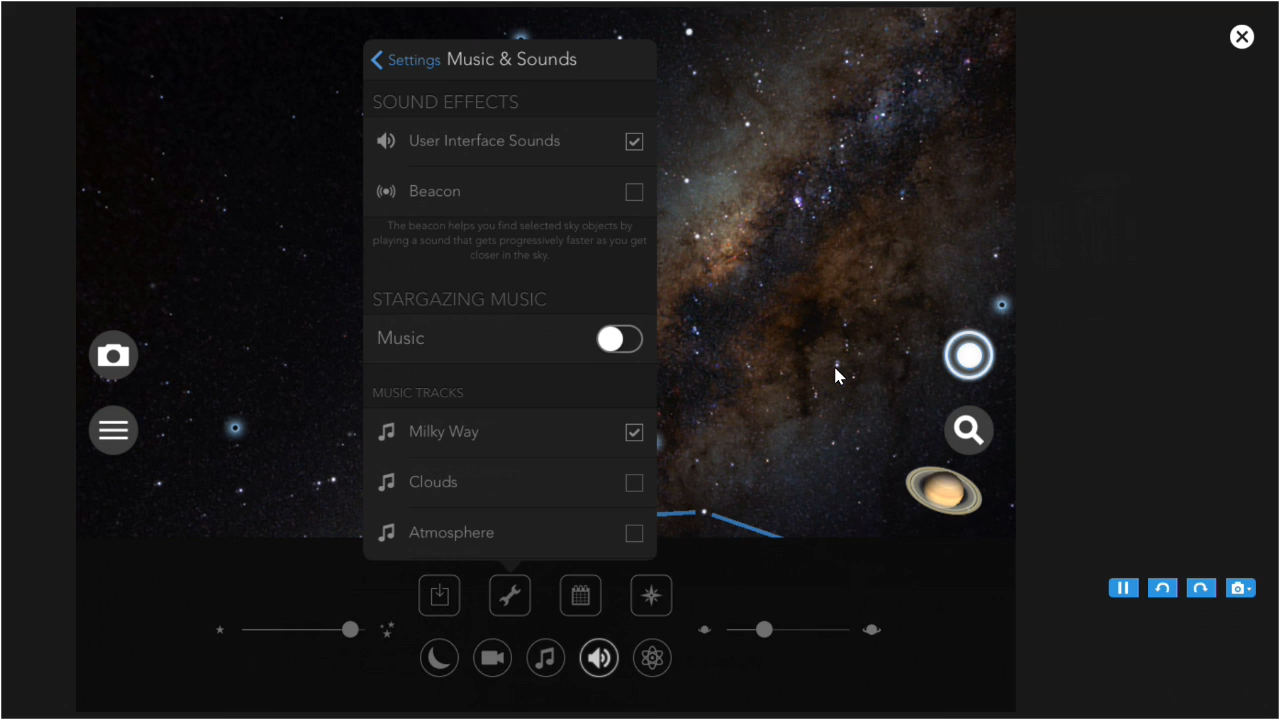 Settings Music & Sounds
SOUND EFFECTS
User Interface Sounds
Beacon
The beacon helps you find selected sky objects by
playing a sound that gets progressively faster as you get
closer in the sky.
STARGAZING MUSIC
Music
MUSIC TRACKS
Milky Way
Clouds
Atmosphere